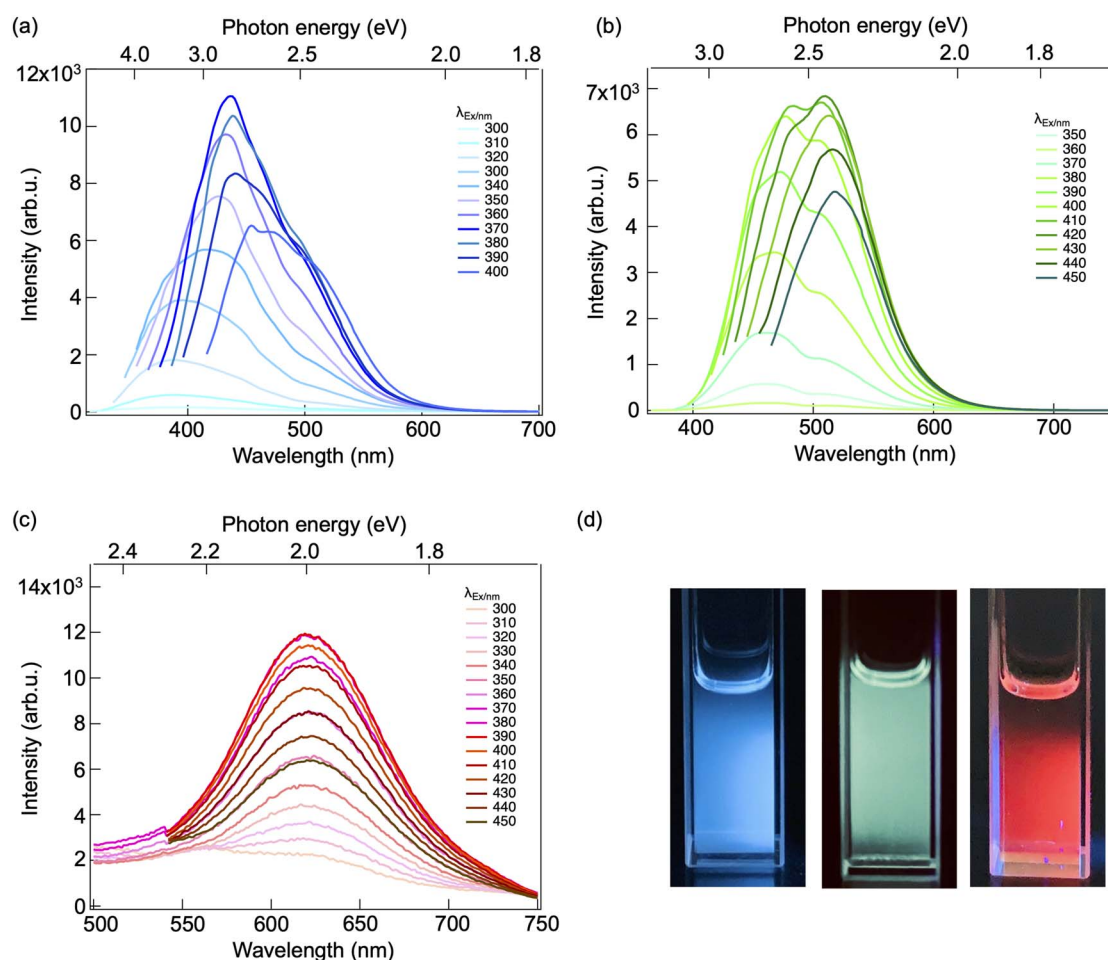 (a)
Photon energy (eV)
4.0 3.0 2.5 2.0 1.8
12x10³
10
8
6
4
2
0
Intensity (arb.u.)
λEx/nm
300
310
320
300
340
350
360
370
380
390
400
400 500 600 700
Wavelength (nm)
(b)
Photon energy (eV)
3.0 2.5 2.0 1.8
7x10³
6
5
4
3
2
1
0
Intensity (arb.u.)
λEx/nm
350
360
370
380
390
400
410
420
430
440
450
400 500 600 700
Wavelength (nm)
(c)
Photon energy (eV)
2.4 2.2 2.0 1.8
14x10³
12
10
8
6
4
2
0
Intensity (arb.u.)
λEx/nm
300
310
320
330
340
350
360
370
380
390
400
410
420
430
440
450
500 550 600 650 700 750
Wavelength (nm)
(d)